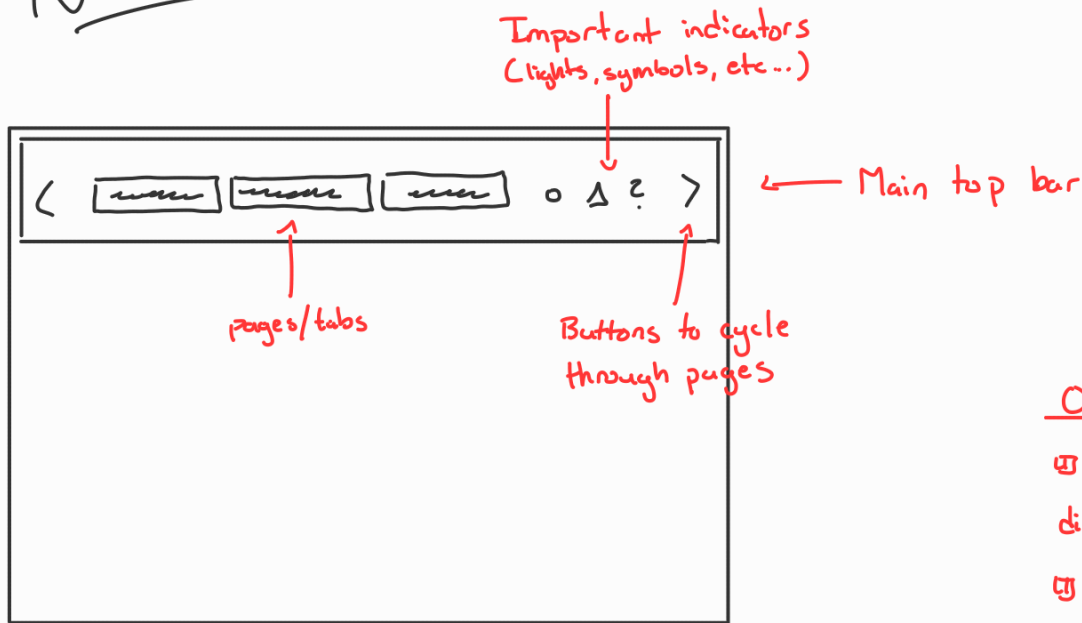 Important indicators
(lights, symbols, etc...)
< ? >
Main top bar
pages/tabs
Buttons to cycle
through pages